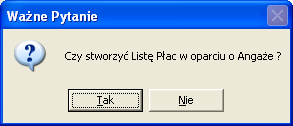 Ważne Pytanie
Czy stworzyć Listę Płac w oparciu o Angaże ?
Tak
Nie